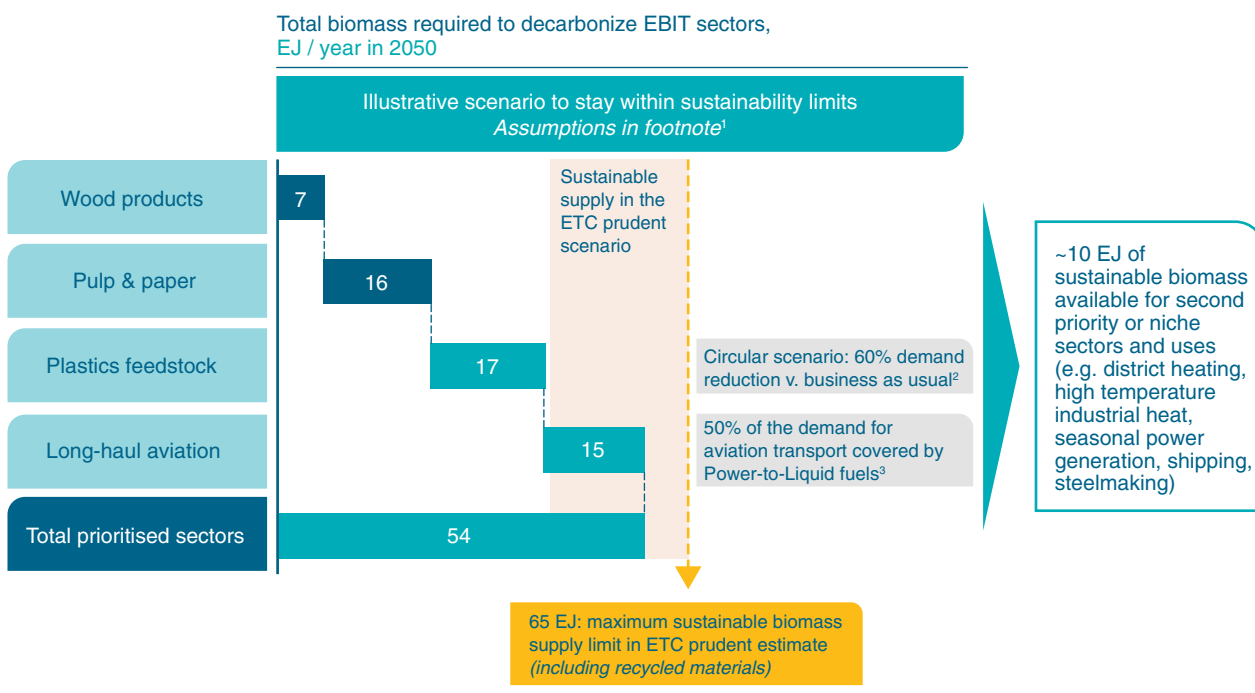 Total biomass required to decarbonize EBIT sectors,
EJ / year in 2050
Illustrative scenario to stay within sustainability limits
Assumptions in footnote¹
Wood products
7
Sustainable
supply in the
ETC prudent
scenario
Pulp & paper
16
Plastics feedstock
17
Circular scenario: 60% demand
reduction v. business as usual²
Long-haul aviation
15
50% of the demand for
aviation transport covered by
Power-to-Liquid fuels³
Total prioritised sectors
54
~10 EJ of
sustainable biomass
available for second
priority or niche
sectors and uses
(e.g. district heating,
high temperature
industrial heat,
seasonal power
generation, shipping,
steelmaking)
65 EJ: maximum sustainable biomass
supply limit in ETC prudent estimate
(including recycled materials)